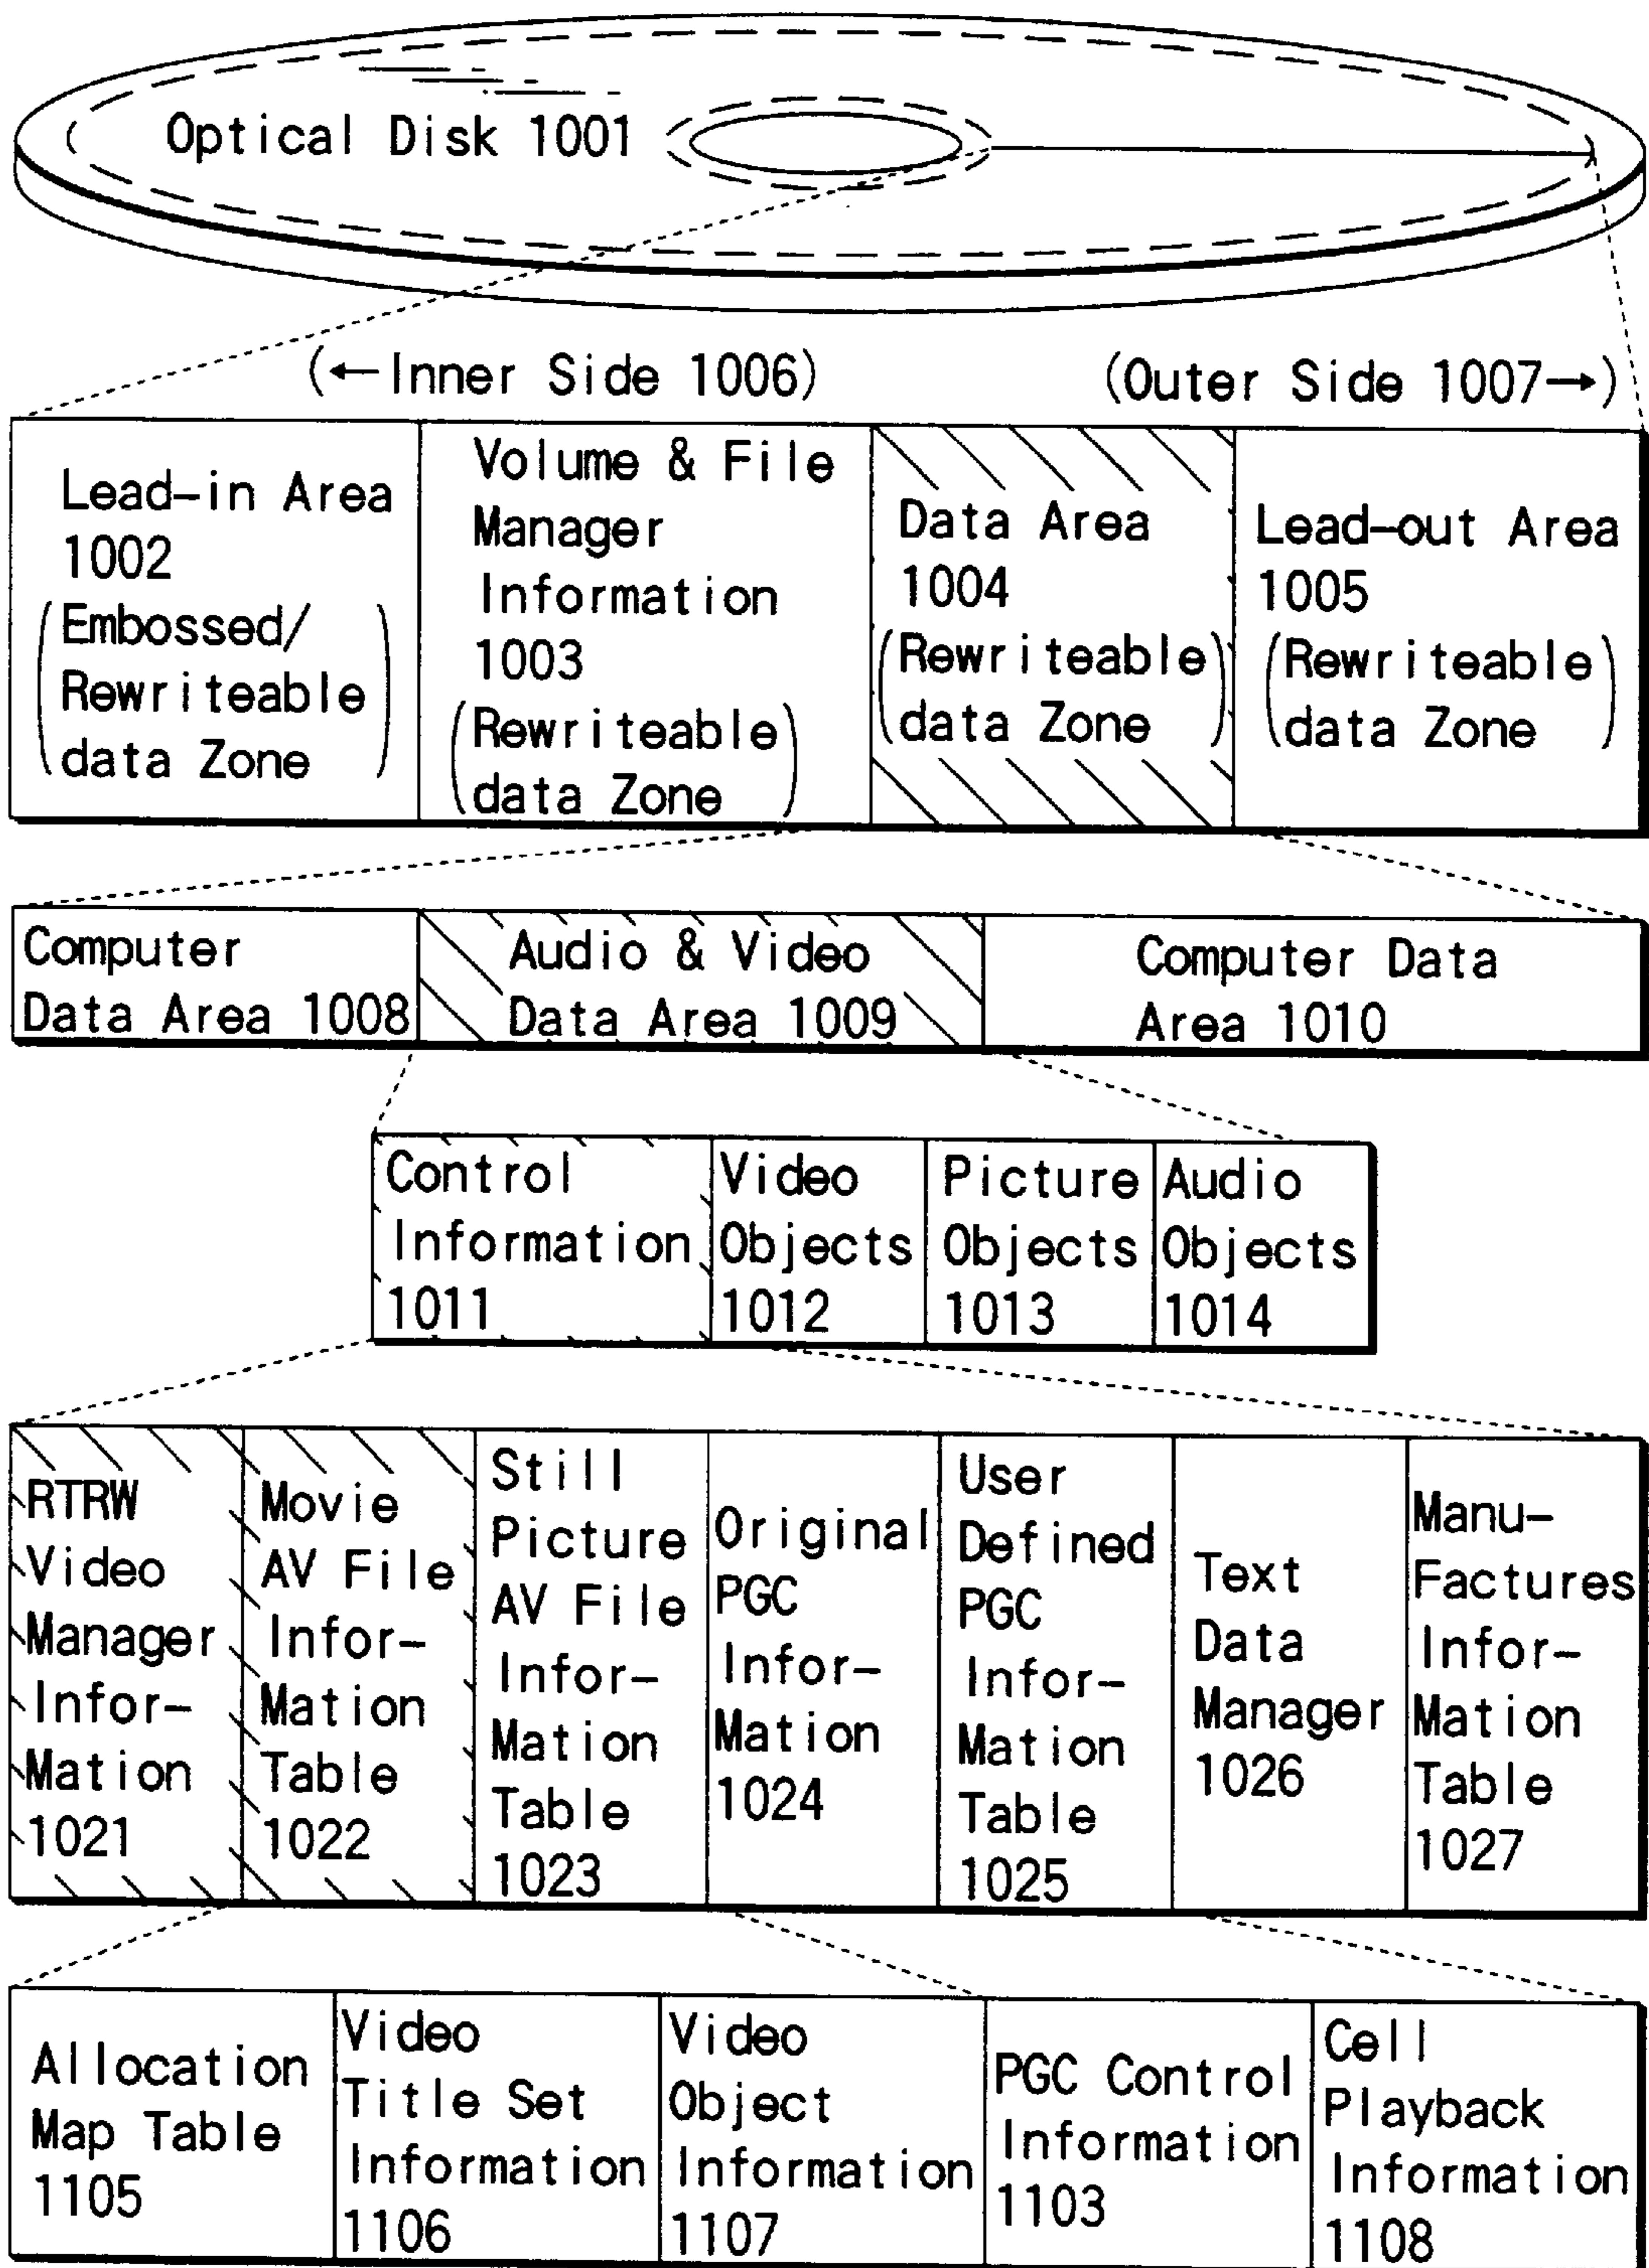 Optical Disk 1001
(←Inner Side 1006)
(Outer Side 1007→)
Lead-in Area
1002
(Embossed/
Rewriteable
data Zone)
Volume & File
Manager
Information
1003
(Rewriteable
data Zone)
Data Area
1004
(Rewriteable
data Zone)
Lead-out Area
1005
(Rewriteable
data Zone)
Computer
Data Area 1008
Audio & Video
Data Area 1009
Computer Data
Area 1010
Control
Information
1011
Video
Objects
1012
Picture
Objects
1013
Audio
Objects
1014
RTRW
Video
Manager
Infor-
Mation
1021
Movie
AV File
Infor-
Mation
Table
1022
Still
Picture
AV File
Infor-
Mation
Table
1023
Original
PGC
Infor-
Mation
1024
User
Defined
PGC
Infor-
Mation
Table
1025
Text
Data
Manager
1026
Manu-
Factures
Infor-
Mation
Table
1027
Allocation
Map Table
1105
Video
Title Set
Information
1106
Video
Object
Information
1107
PGC Control
Information
1103
Cell
Playback
Information
1108